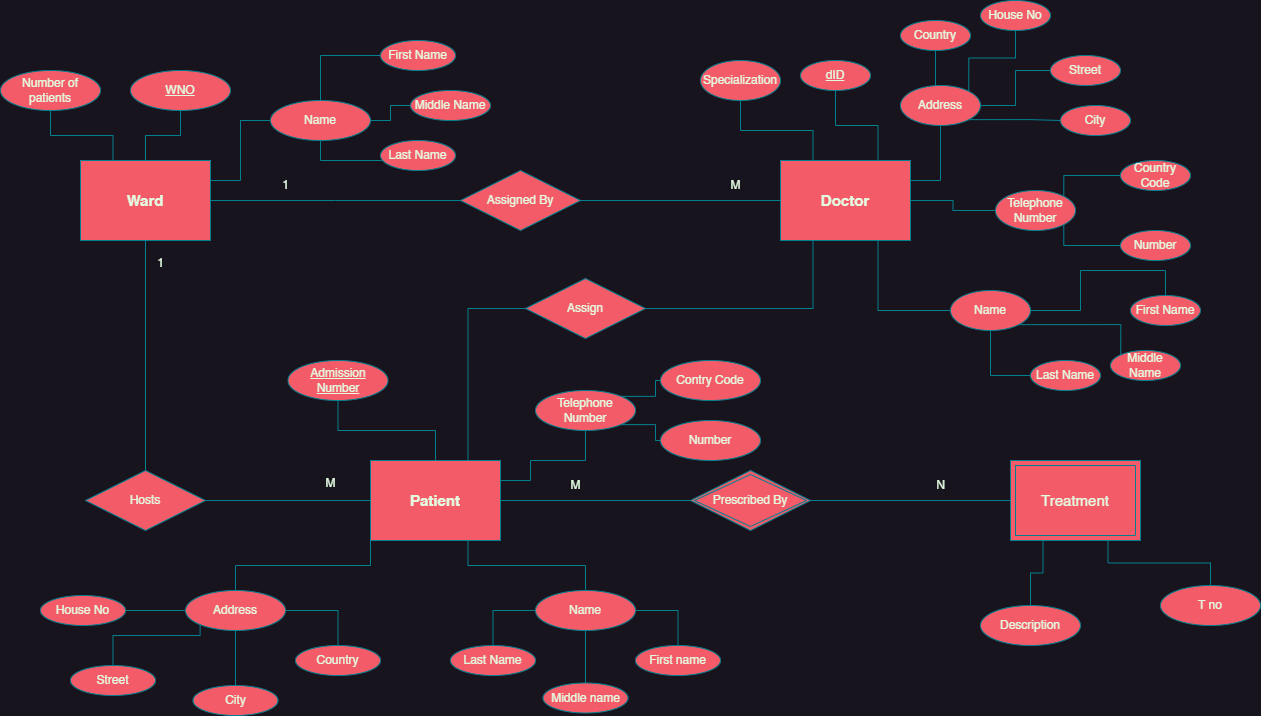 House No
Country
First Name
Street
Specialization
dID
Number of
patients
WNO
Middle Name
Address
Name
City
Last Name
Country
Code
1
M
Ward
Assigned By
Doctor
Telephone
Number
Number
1
Assign
Name
First Name
Middle
Name
Last Name
Admission
Number
Contry Code
Telephone
Number
Number
M
M
N
Hosts
Patient
Prescribed By
Treatment
House No
Address
Name
T no
Description
Country
Last Name
First name
Street
City
Middle name